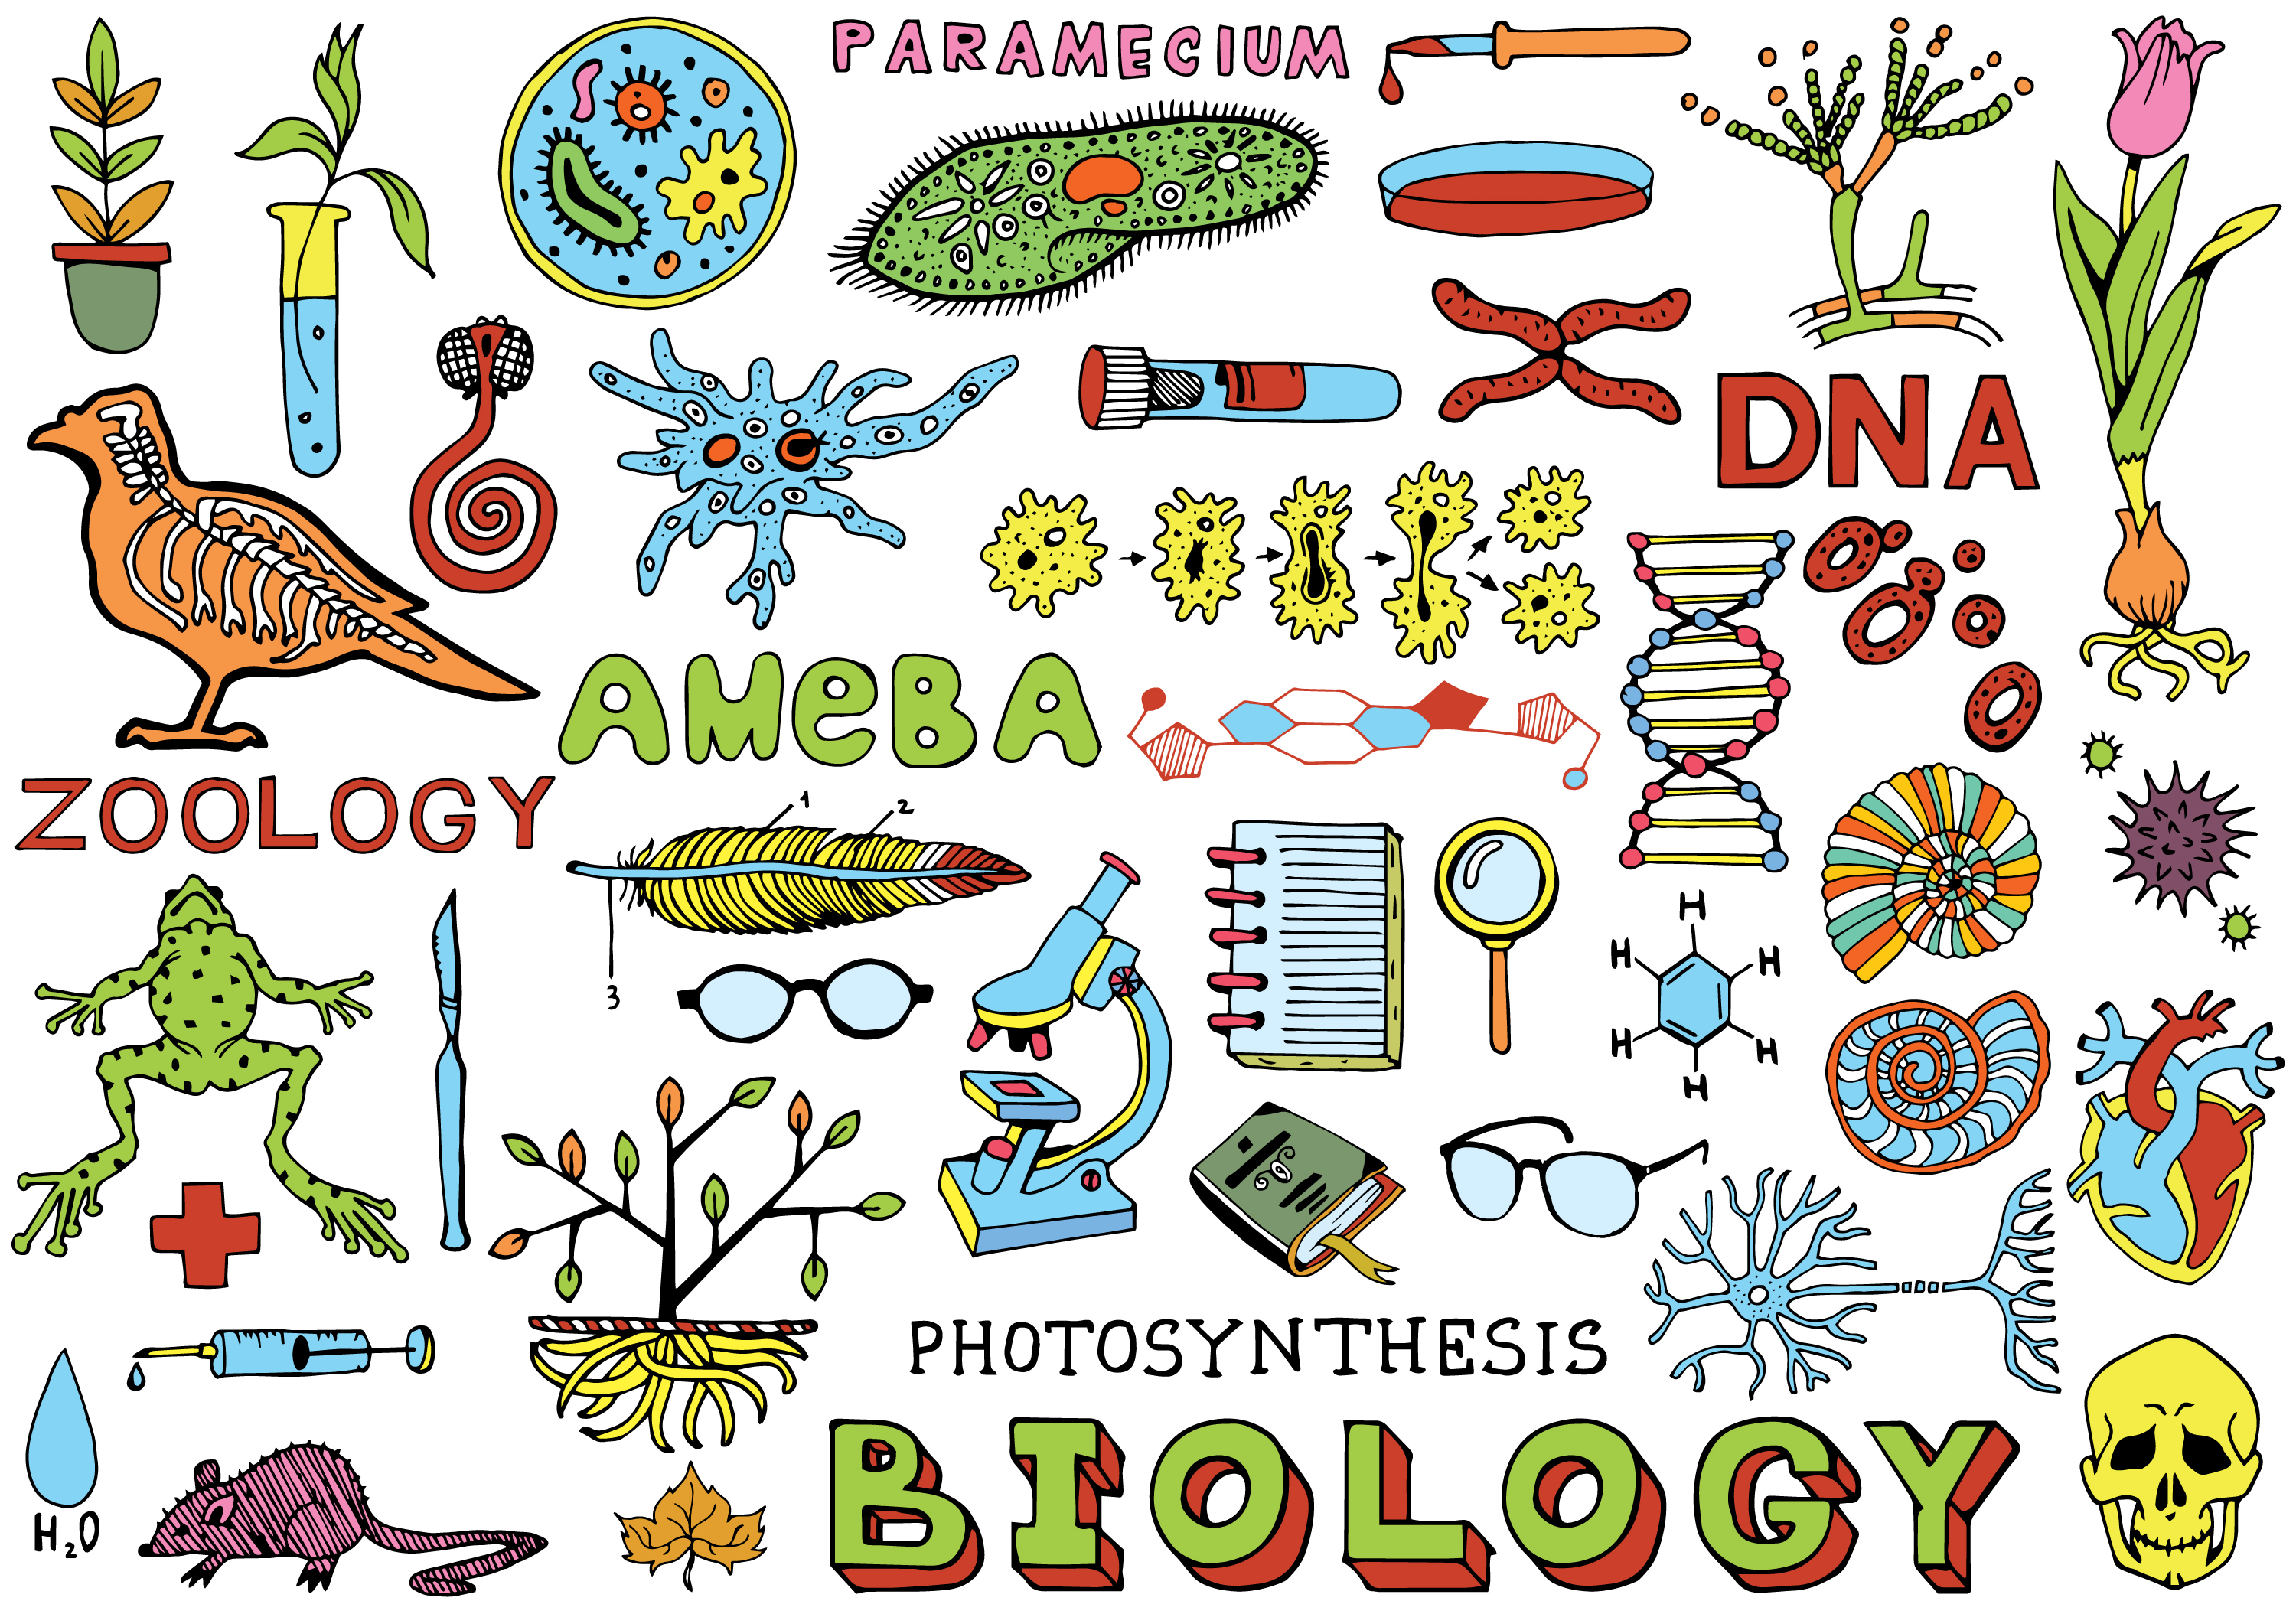 PARAMECIUM
DNA
AMeBA
ZOOLOGY
1
2
3
H
H
H
H
H
H
PHOTOSYNTHESIS
BIOLOGY
H₂O